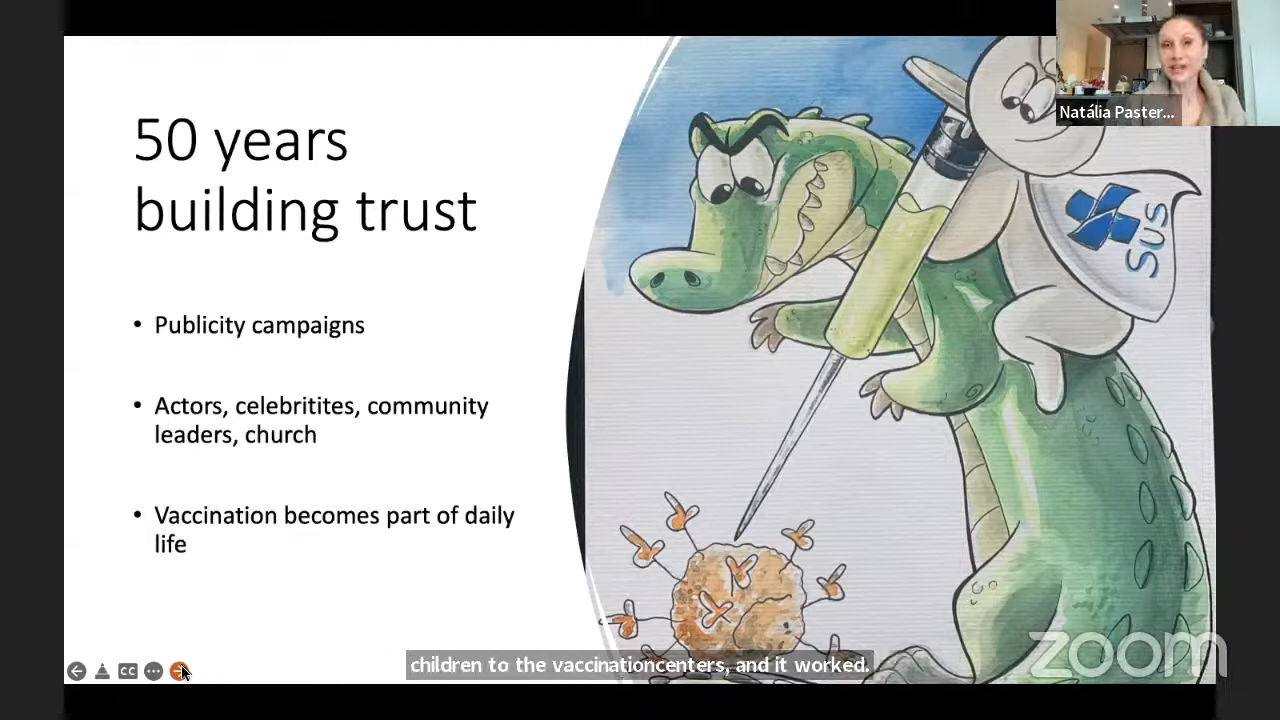 Natália Paster...
50 years
building trust
SUS
• Publicity campaigns
• Actors, celebritites, community
leaders, church
• Vaccination becomes part of daily
life
CC
zoom
children to the vaccinationcenters, and it worked.